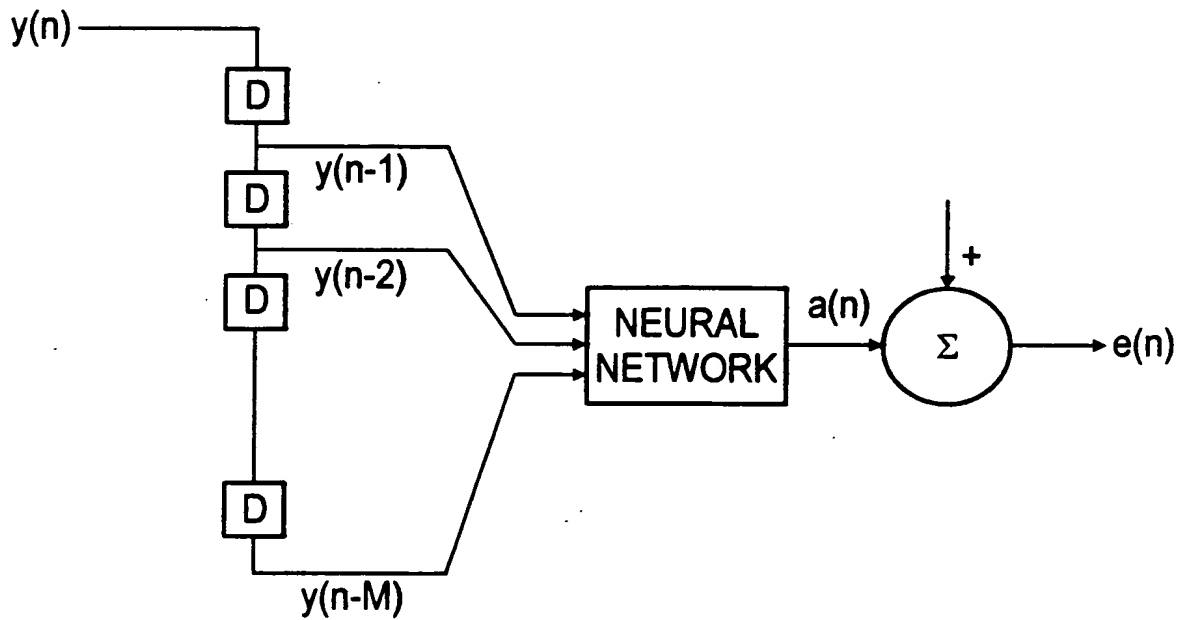 y(n)
D
y(n-1)
D
y(n-2)
D
NEURAL
NETWORK
a(n)
+
Σ
e(n)
D
y(n-M)